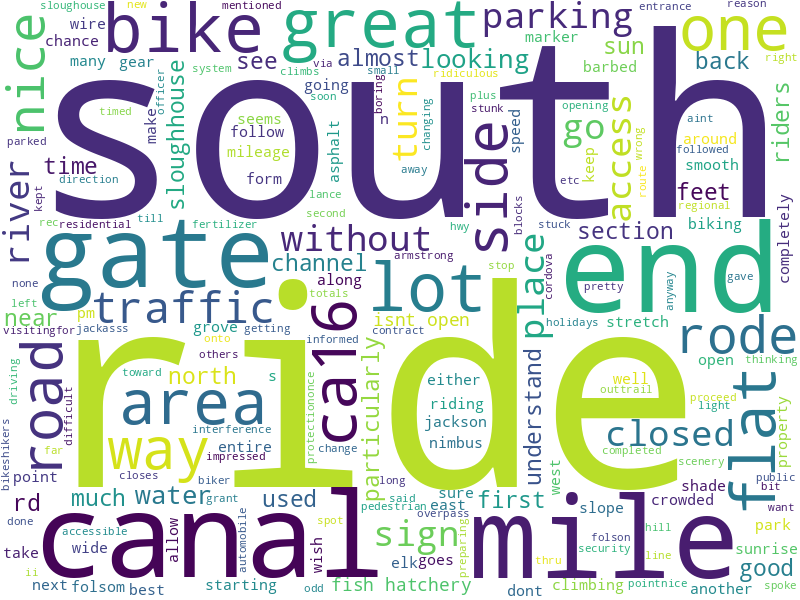 sloughouse new mentioned entrance reason
nice bike great parking one
chance wire marker sun
many gear see almost looking barbed back public right
system climbs via small ridiculous
going soon boring plus opening
south
timed officer make sloughhouse seems follow mileage form
asphalt n turn away changing stunk speed
go keep access etc wrong route
aint around followed smooth riders
parked time kept direction river
lance second side feet regional biking
rec residential till fertilizer hwy blocks stuck section completely
none gate without channel armstrong place cordova end
left near pm traffic along totals stop pretty gave
visitingfor jackasss grove getting contract isnt open holidays stretch anyway
onto informed lot rode
road others ca16 particularly understand open thinking
driving toward s either well light
north riding outtrail proceed
difficult area jackson property
ride
bikeshikers far way interference entire nimbus closed flat
protectiononce change completed scenery
point closes impressed biker long west public
rd much water grant used said east sure first slope shade bit
done pedestrian overpass crowded want
canal accessible allow automobile wide spot wish sign mile
odd preparing folson hill park
take ii elk goes thru security line sunrise
next folsom best starting fish hatchery dont climbing pointnice another spoke good